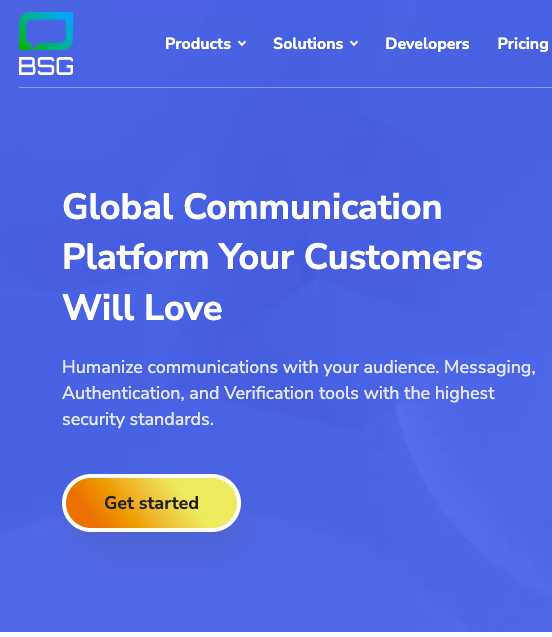 BSG
Products
Solutions
Developers
Pricing
Global Communication
Platform Your Customers
Will Love
Humanize communications with your audience. Messaging,
Authentication, and Verification tools with the highest
security standards.
Get started